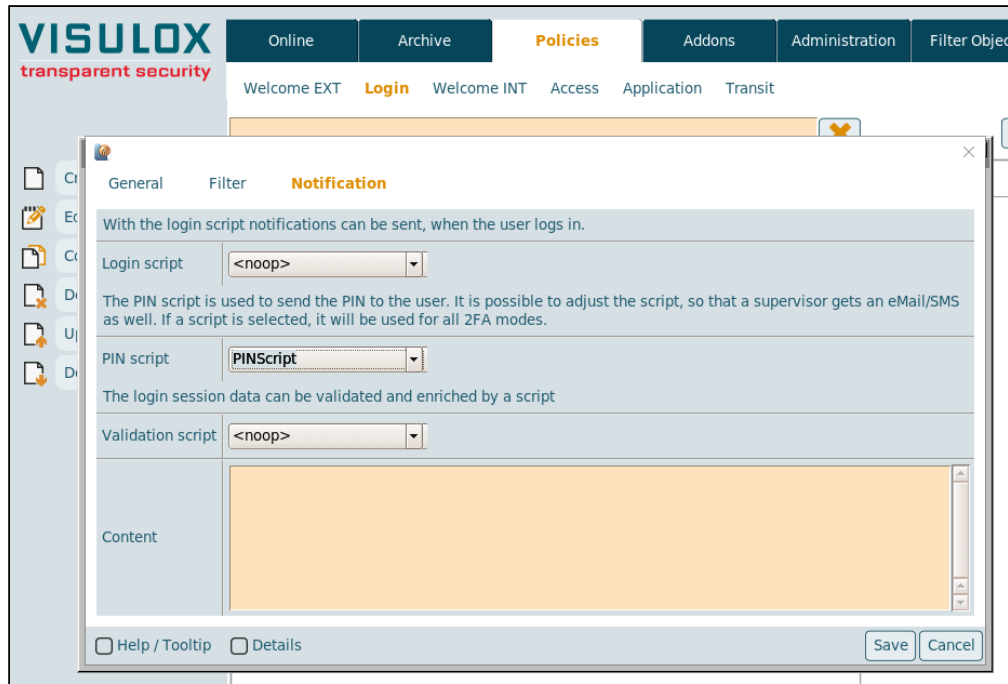 VISULOX
transparent security
Online Archive Policies Addons Administration
Filter
Welcome EXT Login Welcome INT Access Application Transit
General Filter Notification
With the login script notifications can be sent, when the user logs in.
Login script <noop>
The PIN script is used to send the PIN to the user. It is possible to adjust the script, so that a supervisor gets an eMail/SMS
as well. If a script is selected, it will be used for all 2FA modes.
PIN script PINScript
The login session data can be validated and enriched by a script
Validation script <noop>
Content
Help / Tooltip Details Save Cancel